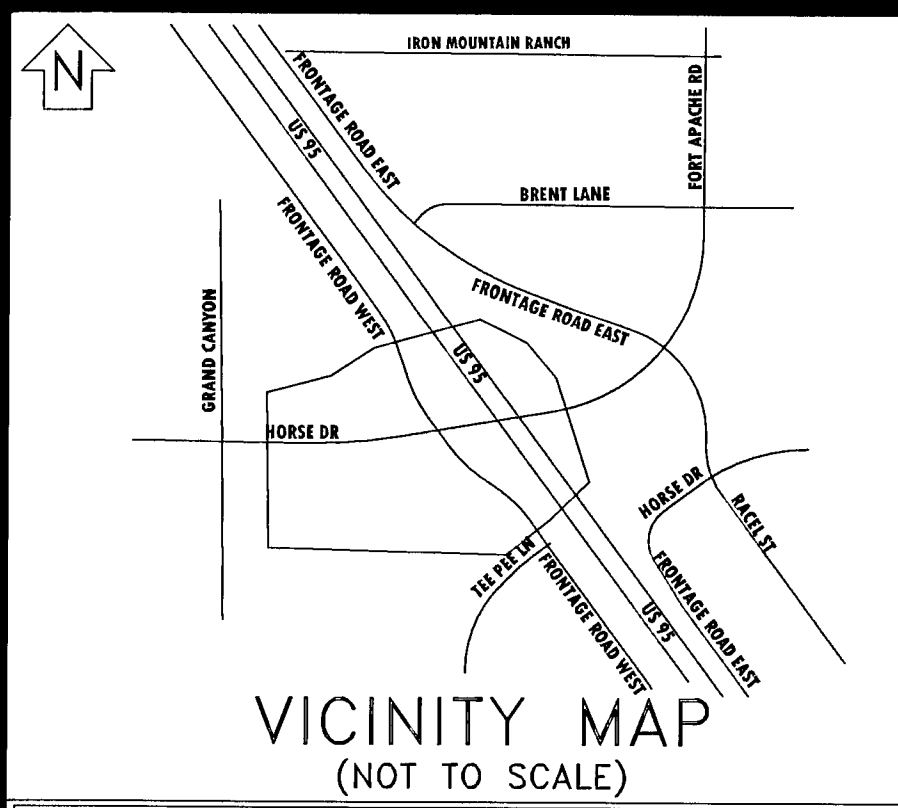 N
IRON MOUNTAIN RANCH
FRONTAGE ROAD EAST
FORT APACHE RD
US 95
BRENT LANE
FRONTAGE ROAD WEST
FRONTAGE ROAD EAST
GRAND CANYON
US 95
HORSE DR
HORSE DR
RACEL ST
TEE PEE LN
FRONTAGE ROAD WEST
US 95
FRONTAGE ROAD EAST
VICINITY MAP
(NOT TO SCALE)